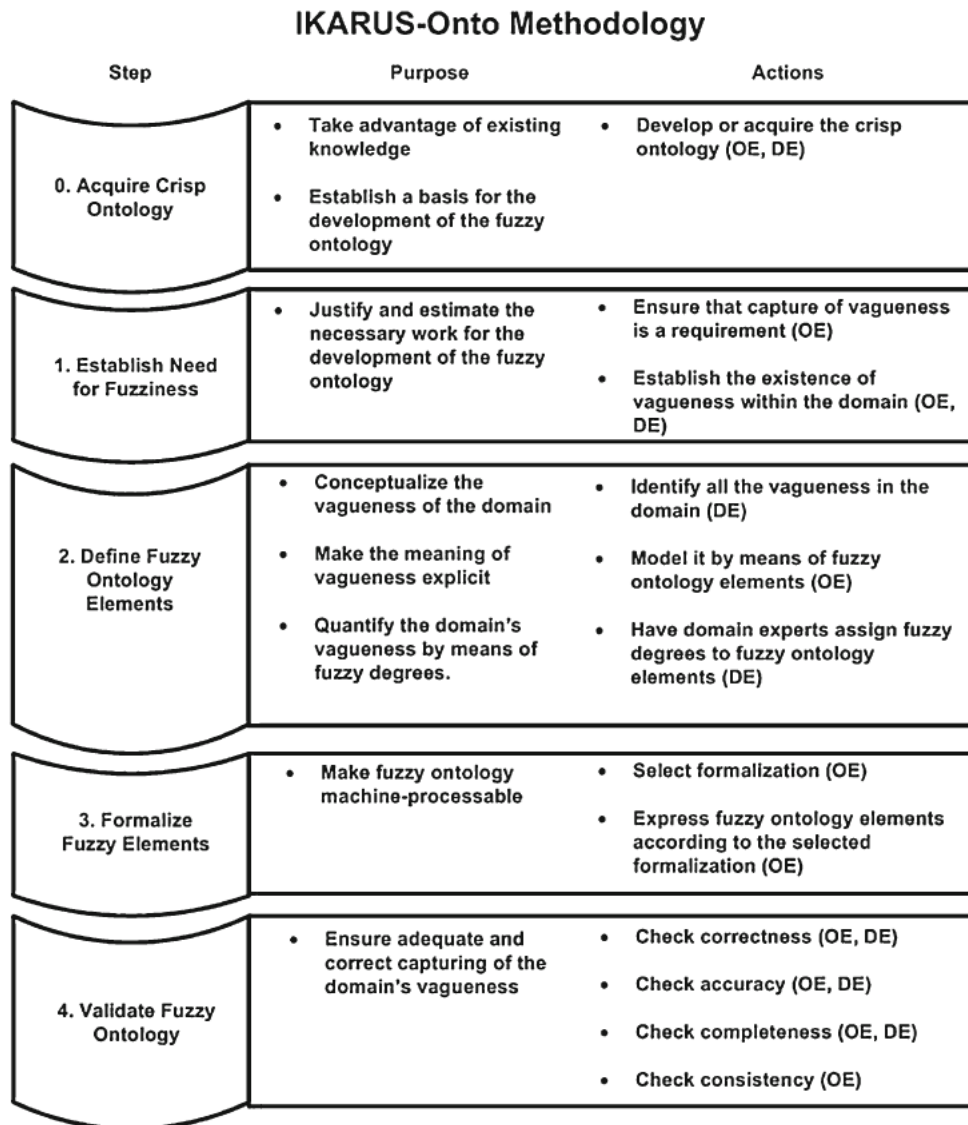 IKARUS-Onto Methodology
Step
Purpose
Actions
0. Acquire Crisp
Ontology
• Take advantage of existing
knowledge
• Establish a basis for the
development of the fuzzy
ontology
• Develop or acquire the crisp
ontology (OE, DE)
1. Establish Need
for Fuzziness
• Justify and estimate the
necessary work for the
development of the fuzzy
ontology
• Ensure that capture of vagueness
is a requirement (OE)
• Establish the existence of
vagueness within the domain (OE,
DE)
2. Define Fuzzy
Ontology
Elements
• Conceptualize the
vagueness of the domain
• Make the meaning of
vagueness explicit
• Quantify the domain's
vagueness by means of
fuzzy degrees.
• Identify all the vagueness in the
domain (DE)
• Model it by means of fuzzy
ontology elements (OE)
• Have domain experts assign fuzzy
degrees to fuzzy ontology
elements (DE)
3. Formalize
Fuzzy Elements
• Make fuzzy ontology
machine-processable
• Select formalization (OE)
• Express fuzzy ontology elements
according to the selected
formalization (OE)
4. Validate Fuzzy
Ontology
• Ensure adequate and
correct capturing of the
domain's vagueness
• Check correctness (OE, DE)
• Check accuracy (OE, DE)
• Check completeness (OE, DE)
• Check consistency (OE)